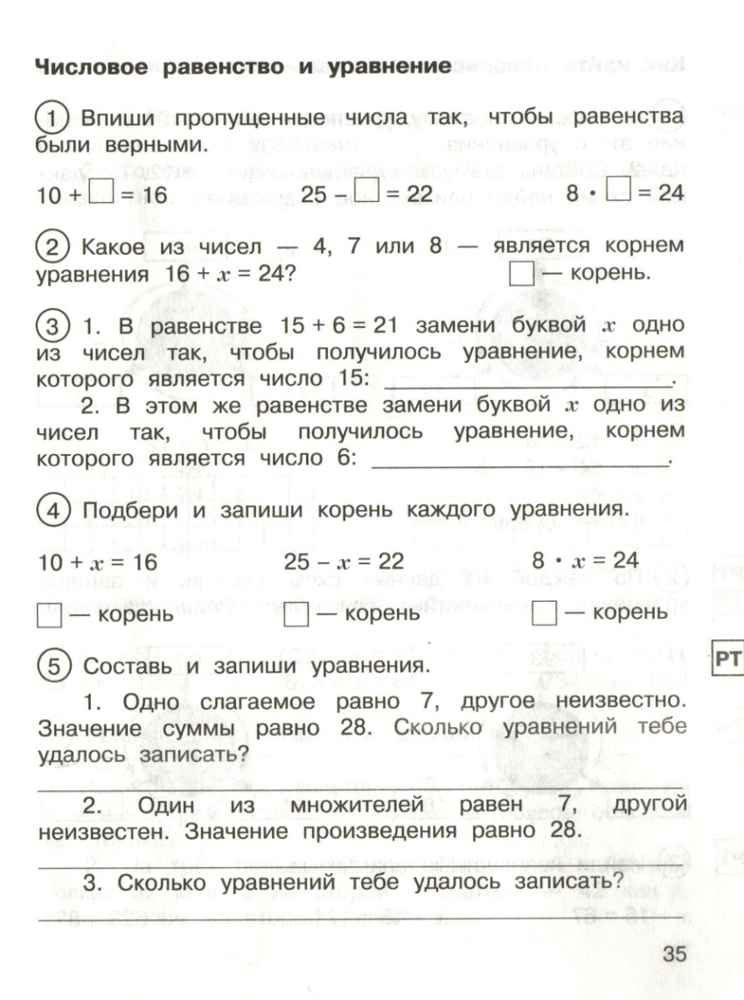 Числовое равенство и уравнение
1 Впиши пропущенные числа так, чтобы равенства
были верными.
10 + □ = 16 25 – □ = 22 8 · □ = 24
2 Какое из чисел — 4, 7 или 8 — является корнем
уравнения 16 + x = 24? □ — корень.
3 1. В равенстве 15 + 6 = 21 замени буквой x одно
из чисел так, чтобы получилось уравнение, корнем
которого является число 15: ____________________.
2. В этом же равенстве замени буквой x одно из
чисел так, чтобы получилось уравнение, корнем
которого является число 6: ____________________.
4 Подбери и запиши корень каждого уравнения.
10 + x = 16 25 – x = 22 8 · x = 24
□ — корень □ — корень □ — корень
5 Составь и запиши уравнения.
РТ
1. Одно слагаемое равно 7, другое неизвестно.
Значение суммы равно 28. Сколько уравнений тебе
удалось записать?
2. Один из множителей равен 7, другой
неизвестен. Значение произведения равно 28.
3. Сколько уравнений тебе удалось записать?
35